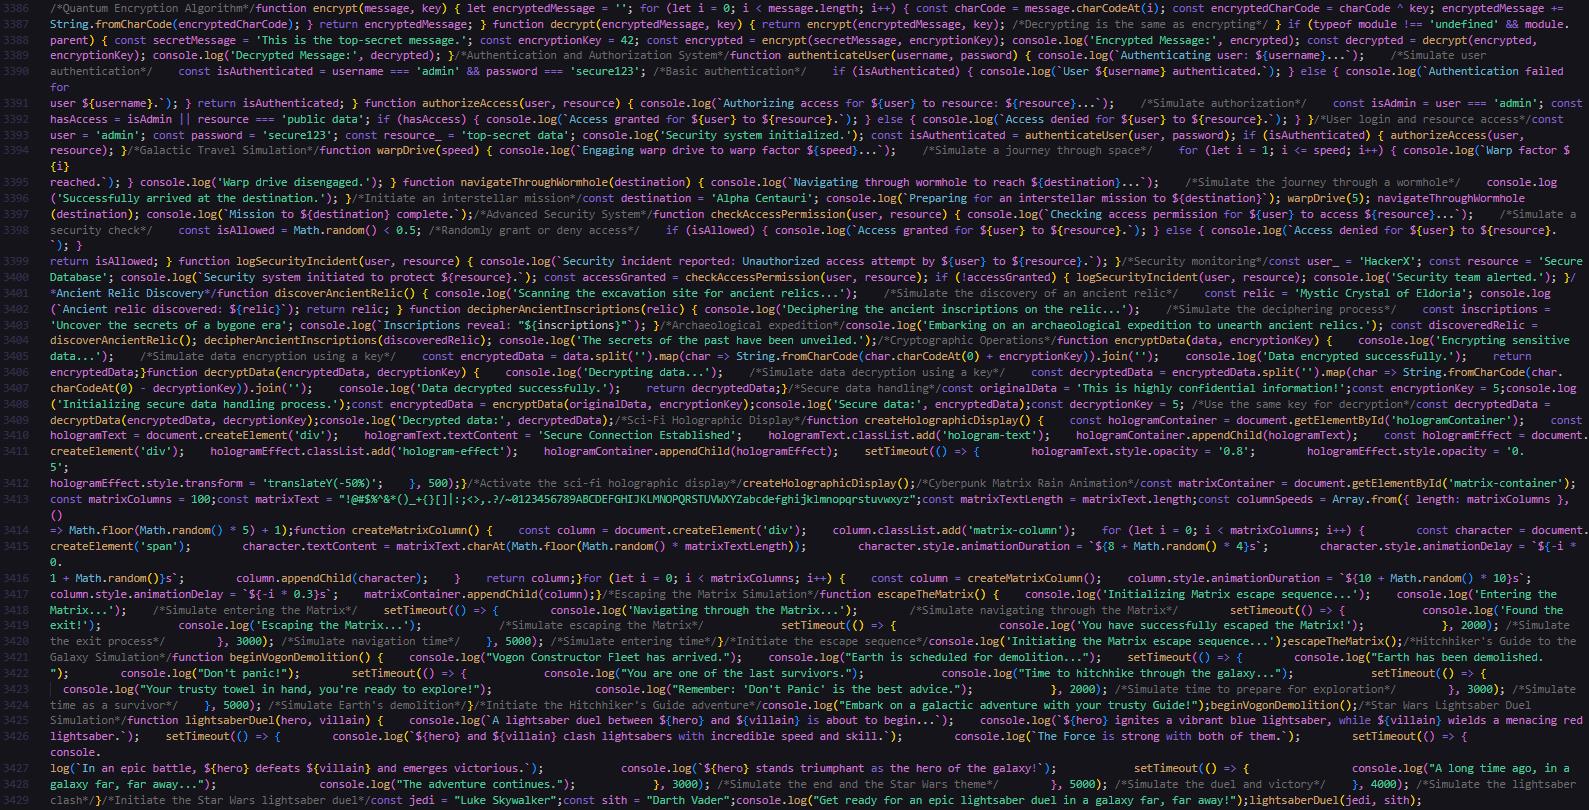 3386 /*Quantum Encryption Algorithm*/function encrypt(message, key) { let encryptedMessage = ''; for (let i = 0; i < message.length; i++) { const charCode = message.charCodeAt(i); const encryptedCharCode = charCode ^ key; encryptedMessage +=
3387 String.fromCharCode(encryptedCharCode); } return encryptedMessage; } function decrypt(encryptedMessage, key) { return encrypt(encryptedMessage, key); /*Decrypting is the same as encrypting*/ } if (typeof module !== 'undefined' && module.
3388 parent) { const secretMessage = 'This is the top-secret message.'; const encryptionKey = 42; const encrypted = encrypt(secretMessage, encryptionKey); console.log('Encrypted Message:', encrypted); const decrypted = decrypt(encrypted,
3389 encryptionKey); console.log('Decrypted Message:', decrypted); }/*Authentication and Authorization System*/function authenticateUser(username, password) { console.log(`Authenticating user: ${username}...`);    /*Simulate user
3390 authentication*/    const isAuthenticated = username === 'admin' && password === 'secure123'; /*Basic authentication*/    if (isAuthenticated) { console.log(`User ${username} authenticated.`); } else { console.log(`Authentication failed
for
3391 user ${username}.`); } return isAuthenticated; } function authorizeAccess(user, resource) { console.log(`Authorizing access for ${user} to resource: ${resource}...`);    /*Simulate authorization*/    const isAdmin = user === 'admin'; const
3392 hasAccess = isAdmin || resource === 'public data'; if (hasAccess) { console.log(`Access granted for ${user} to ${resource}.`); } else { console.log(`Access denied for ${user} to ${resource}.`); } }/*User login and resource access*/const
3393 user = 'admin'; const password = 'secure123'; const resource_ = 'top-secret data'; console.log('Security system initialized.'); const isAuthenticated = authenticateUser(user, password); if (isAuthenticated) { authorizeAccess(user,
3394 resource); }/*Galactic Travel Simulation*/function warpDrive(speed) { console.log(`Engaging warp drive to warp factor ${speed}...`);    /*Simulate a journey through space*/    for (let i = 1; i <= speed; i++) { console.log(`Warp factor $
{i}
3395 reached.`); } console.log('Warp drive disengaged.'); } function navigateThroughWormhole(destination) { console.log(`Navigating through wormhole to reach ${destination}...`);    /*Simulate the journey through a wormhole*/    console.log
3396 ('Successfully arrived at the destination.'); }/*Initiate an interstellar mission*/const destination = 'Alpha Centauri'; console.log(`Preparing for an interstellar mission to ${destination}`); warpDrive(5); navigateThroughWormhole
3397 (destination); console.log(`Mission to ${destination} complete.`);/*Advanced Security System*/function checkAccessPermission(user, resource) { console.log(`Checking access permission for ${user} to access ${resource}...`);    /*Simulate a
3398 security check*/    const isAllowed = Math.random() < 0.5; /*Randomly grant or deny access*/    if (isAllowed) { console.log(`Access granted for ${user} to ${resource}.`); } else { console.log(`Access denied for ${user} to ${resource}.
`); }
3399 return isAllowed; } function logSecurityIncident(user, resource) { console.log(`Security incident reported: Unauthorized access attempt by ${user} to ${resource}.`); }/*Security monitoring*/const user_ = 'HackerX'; const resource = 'Secure
3400 Database'; console.log(`Security system initiated to protect ${resource}.`); const accessGranted = checkAccessPermission(user, resource); if (!accessGranted) { logSecurityIncident(user, resource); console.log('Security team alerted.'); }/
3401 *Ancient Relic Discovery*/function discoverAncientRelic() { console.log('Scanning the excavation site for ancient relics...');    /*Simulate the discovery of an ancient relic*/    const relic = 'Mystic Crystal of Eldoria'; console.log
3402 (`Ancient relic discovered: ${relic}`); return relic; } function decipherAncientInscriptions(relic) { console.log('Deciphering the ancient inscriptions on the relic...');    /*Simulate the deciphering process*/    const inscriptions =
3403 'Uncover the secrets of a bygone era'; console.log(`Inscriptions reveal: "${inscriptions}"`); }/*Archaeological expedition*/console.log('Embarking on an archaeological expedition to unearth ancient relics.'); const discoveredRelic =
3404 discoverAncientRelic(); decipherAncientInscriptions(discoveredRelic); console.log('The secrets of the past have been unveiled.');/*Cryptographic Operations*/function encryptData(data, encryptionKey) {    console.log('Encrypting sensitive
3405 data...');    /*Simulate data encryption using a key*/    const encryptedData = data.split('').map(char => String.fromCharCode(char.charCodeAt(0) + encryptionKey)).join('');    console.log('Data encrypted successfully.');    return
3406 encryptedData;}function decryptData(encryptedData, decryptionKey) {    console.log('Decrypting data...');    /*Simulate data decryption using a key*/    const decryptedData = encryptedData.split('').map(char => String.fromCharCode(char.
3407 charCodeAt(0) - decryptionKey)).join('');    console.log('Data decrypted successfully.');    return decryptedData;}/*Secure data handling*/const originalData = 'This is highly confidential information!';const encryptionKey = 5;console.log
3408 ('Initializing secure data handling process.');const encryptedData = encryptData(originalData, encryptionKey);console.log('Secure data:', encryptedData);const decryptionKey = 5; /*Use the same key for decryption*/const decryptedData =
3409 decryptData(encryptedData, decryptionKey);console.log('Decrypted data:', decryptedData);/*Sci-Fi Holographic Display*/function createHolographicDisplay() {    const hologramContainer = document.getElementById('hologramContainer');    const
3410 hologramText = document.createElement('div');    hologramText.textContent = 'Secure Connection Established';    hologramText.classList.add('hologram-text');    hologramContainer.appendChild(hologramText);    const hologramEffect = document.
3411 createElement('div');    hologramEffect.classList.add('hologram-effect');    hologramContainer.appendChild(hologramEffect);    setTimeout(() => {        hologramText.style.opacity = '0.8';        hologramEffect.style.opacity = '0.
5';
3412 hologramEffect.style.transform = 'translateY(-50%)';    }, 500);}/*Activate the sci-fi holographic display*/createHolographicDisplay();/*Cyberpunk Matrix Rain Animation*/const matrixContainer = document.getElementById('matrix-container');
3413 const matrixColumns = 100;const matrixText = "!@#$%^&*()_+{}[]|:;<>,.?/~0123456789ABCDEFGHIJKLMNOPQRSTUVWXYZabcdefghijklmnopqrstuvwxyz";const matrixTextLength = matrixText.length;const columnSpeeds = Array.from({ length: matrixColumns },
()
3414 => Math.floor(Math.random() * 5) + 1);function createMatrixColumn() {    const column = document.createElement('div');    column.classList.add('matrix-column');    for (let i = 0; i < matrixColumns; i++) {        const character = document.
3415 createElement('span');        character.textContent = matrixText.charAt(Math.floor(Math.random() * matrixTextLength));        character.style.animationDuration = `${8 + Math.random() * 4}s`;        character.style.animationDelay = `${-i *
0.
3416 1 + Math.random()}s`;        column.appendChild(character);    }    return column;}for (let i = 0; i < matrixColumns; i++) {    const column = createMatrixColumn();    column.style.animationDuration = `${10 + Math.random() * 10}s`;
3417 column.style.animationDelay = `${-i * 0.3}s`;    matrixContainer.appendChild(column);}/*Escaping the Matrix Simulation*/function escapeTheMatrix() {    console.log('Initializing Matrix escape sequence...');    console.log('Entering the
3418 Matrix...');    /*Simulate entering the Matrix*/    setTimeout(() => {        console.log('Navigating through the Matrix...');        /*Simulate navigating through the Matrix*/        setTimeout(() => {            console.log('Found the
3419 exit!');        console.log('Escaping the Matrix...');            /*Simulate escaping the Matrix*/            setTimeout(() => {                console.log('You have successfully escaped the Matrix!');            }, 2000); /*Simulate
3420 the exit process*/        }, 3000); /*Simulate navigation time*/    }, 5000); /*Simulate entering time*/}/*Initiate the escape sequence*/console.log('Initiating the Matrix escape sequence...');escapeTheMatrix();/*Hitchhiker's Guide to the
3421 Galaxy Simulation*/function beginVogonDemolition() {    console.log("Vogon Constructor Fleet has arrived.");    console.log("Earth is scheduled for demolition...");    setTimeout(() => {        console.log("Earth has been demolished.
3422 ");        console.log("Don't panic!");        setTimeout(() => {            console.log("You are one of the last survivors.");            console.log("Time to hitchhike through the galaxy...");            setTimeout(() => {
3423 console.log("Your trusty towel in hand, you're ready to explore!");                console.log("Remember: 'Don't Panic' is the best advice.");            }, 2000); /*Simulate time to prepare for exploration*/        }, 3000); /*Simulate
3424 time as a survivor*/    }, 5000); /*Simulate Earth's demolition*/}/*Initiate the Hitchhiker's Guide adventure*/console.log("Embark on a galactic adventure with your trusty Guide!");beginVogonDemolition();/*Star Wars Lightsaber Duel
3425 Simulation*/function lightsaberDuel(hero, villain) {    console.log(`A lightsaber duel between ${hero} and ${villain} is about to begin...`);    console.log(`${hero} ignites a vibrant blue lightsaber, while ${villain} wields a menacing red
3426 lightsaber.`);    setTimeout(() => {        console.log(`${hero} and ${villain} clash lightsabers with incredible speed and skill.`);        console.log(`The Force is strong with both of them.`);        setTimeout(() => {
console.
3427 log(`In an epic battle, ${hero} defeats ${villain} and emerges victorious.`);            console.log(`${hero} stands triumphant as the hero of the galaxy!`);            setTimeout(() => {                console.log("A long time ago, in a
3428 galaxy far, far away...");                console.log("The adventure continues.");            }, 3000); /*Simulate the end and the Star Wars theme*/        }, 5000); /*Simulate the duel and victory*/    }, 4000); /*Simulate the lightsaber
3429 clash*/}/*Initiate the Star Wars lightsaber duel*/const jedi = "Luke Skywalker";const sith = "Darth Vader";console.log("Get ready for an epic lightsaber duel in a galaxy far, far away!");lightsaberDuel(jedi, sith);